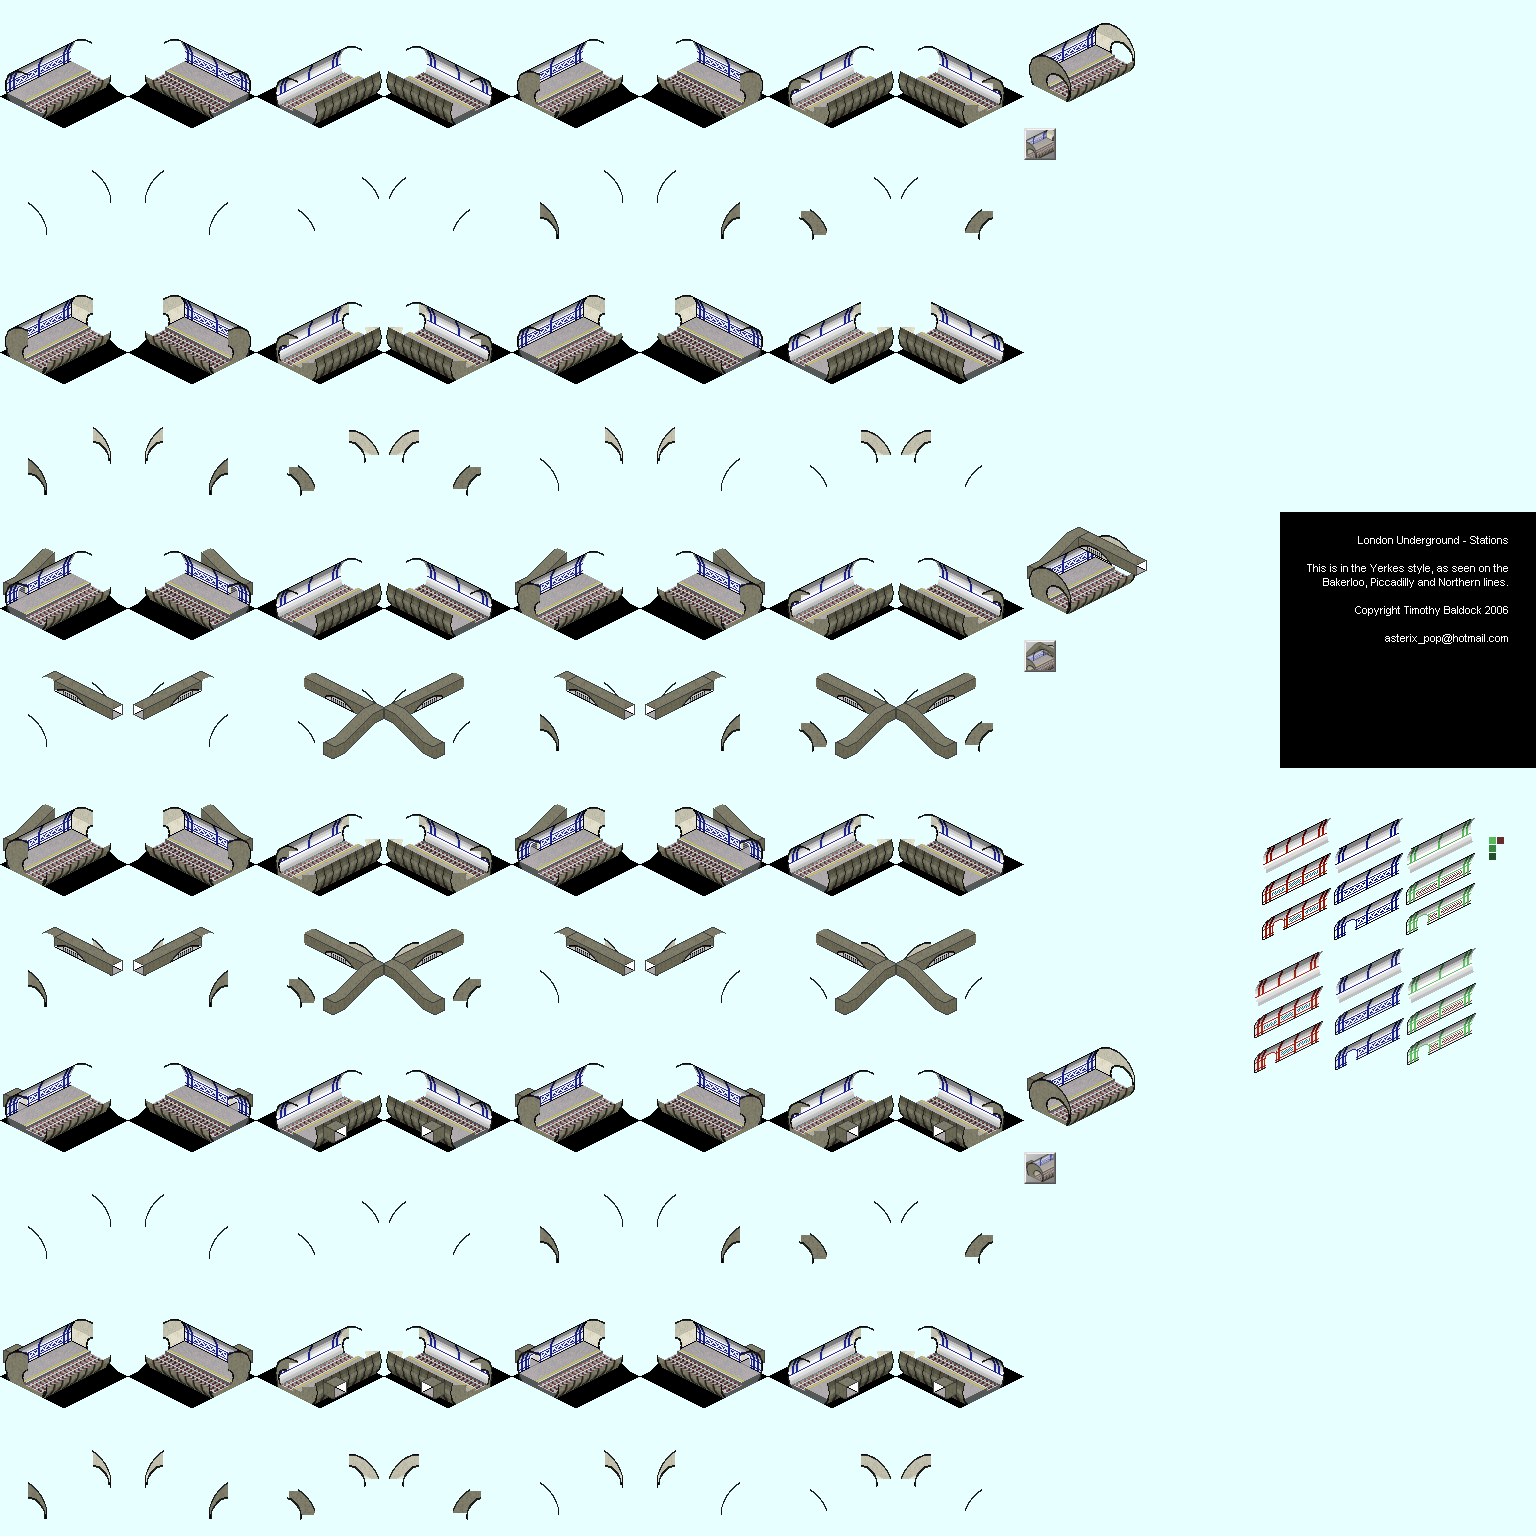 London Underground - Stations
This is in the Yerkes style, as seen on the
Bakerloo, Piccadilly and Northern lines.
Copyright Timothy Baldock 2006
asterix_pop@hotmail.com